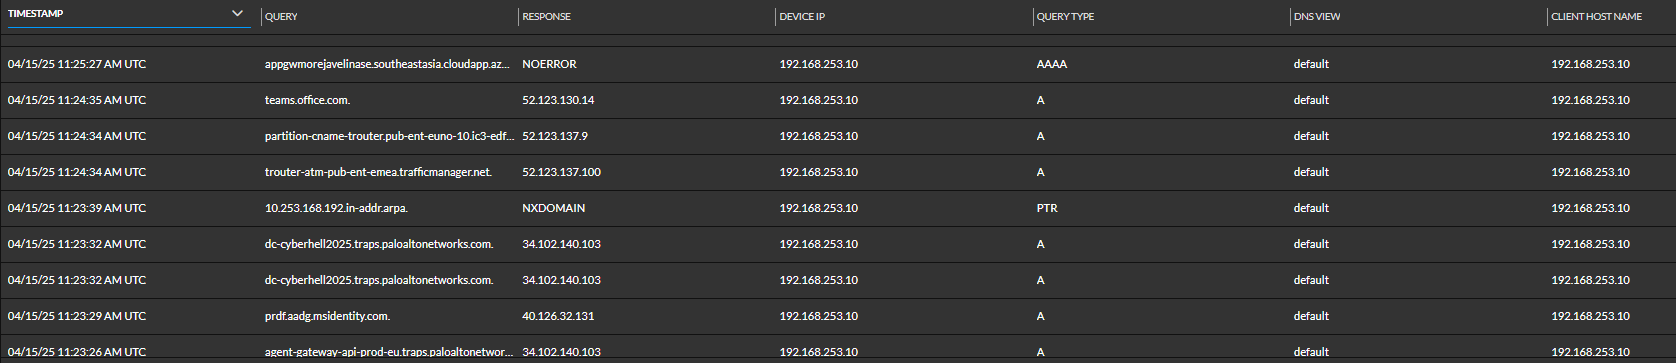 TIMESTAMP QUERY RESPONSE DEVICE IP QUERY TYPE DNS VIEW CLIENT HOST NAME
04/15/25 11:25:27 AM UTC appgwmorejavelinase.southeastasia.cloudapp.az... NOERROR 192.168.253.10 AAAA default 192.168.253.10
04/15/25 11:24:35 AM UTC teams.office.com. 52.123.130.14 192.168.253.10 A default 192.168.253.10
04/15/25 11:24:34 AM UTC partition-cname-trouter.pub-ent-euno-10.ic3-edf... 52.123.137.9 192.168.253.10 A default 192.168.253.10
04/15/25 11:24:34 AM UTC trouter-atm-pub-ent-emea.trafficmanager.net. 52.123.137.100 192.168.253.10 A default 192.168.253.10
04/15/25 11:23:39 AM UTC 10.253.168.192.in-addr.arpa. NXDOMAIN 192.168.253.10 PTR default 192.168.253.10
04/15/25 11:23:32 AM UTC dc-cyberhell2025.traps.paloaltonetworks.com. 34.102.140.103 192.168.253.10 A default 192.168.253.10
04/15/25 11:23:32 AM UTC dc-cyberhell2025.traps.paloaltonetworks.com. 34.102.140.103 192.168.253.10 A default 192.168.253.10
04/15/25 11:23:29 AM UTC prdf.aadg.msidentity.com. 40.126.32.131 192.168.253.10 A default 192.168.253.10
04/15/25 11:23:26 AM UTC agent-gateway-api-prod-eu.traps.paloaltonetwor... 34.102.140.103 192.168.253.10 A default 192.168.253.10